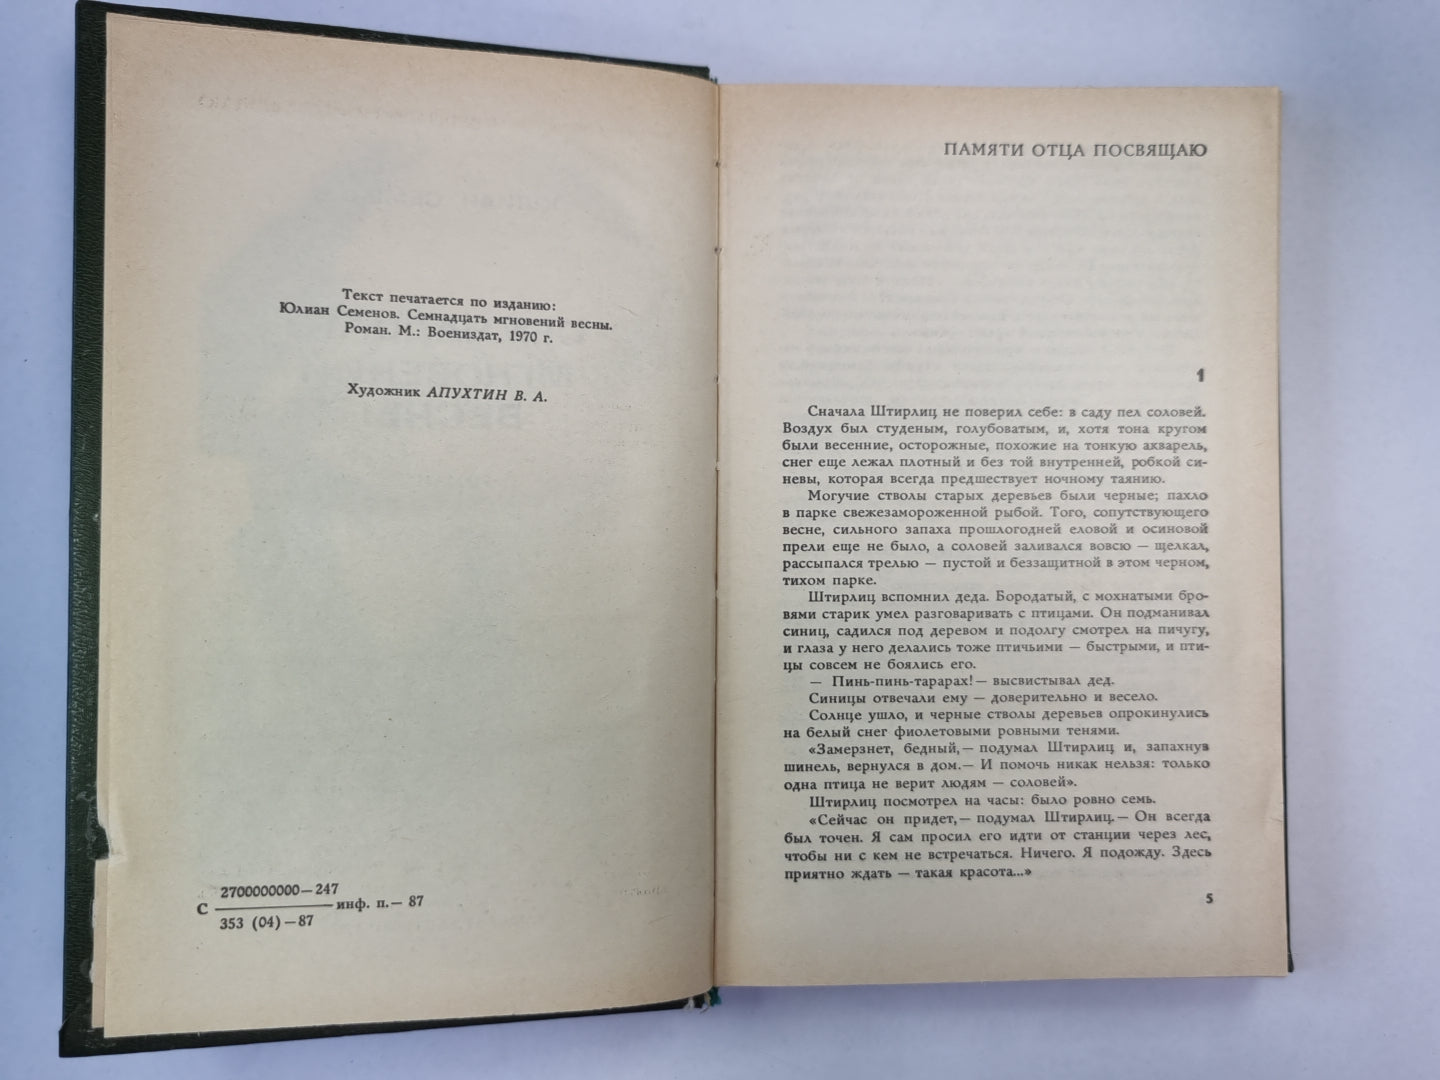 Текст печатается по изданию:
Юлиан Семенов. Семнадцать мгновений весны.
Роман. М.: Воениздат, 1970 г.
Художник АПУХТИН В. А.
С 2700000000—247
353 (04)—87 инф. п.— 87
ПАМЯТИ ОТЦА ПОСВЯЩАЮ
1
Сначала Штирлиц не поверил себе: в саду пел соловей.
Воздух был студеным, голубоватым, и, хотя тона кругом
были весенние, осторожные, похожие на тонкую акварель,
снег еще лежал плотный и без той внутренней, робкой си-
невы, которая всегда предшествует ночному таянию.
Могучие стволы старых деревьев были черные; пахло
в парке свежезамороженной рыбой. Того, сопутствующего
весне, сильного запаха прошлогодней еловой и осиновой
прели еще не было, а соловей заливался вовсю — щелкал,
рассыпался трелью — пустой и беззащитной в этом черном,
тихом парке.
Штирлиц вспомнил деда. Бородатый, с мохнатыми бро-
вями старик умел разговаривать с птицами. Он подманивал
синиц, садился под деревом и подолгу смотрел на пичугу,
и глаза у него делались тоже птичьими — быстрыми, и пти-
цы совсем не боялись его.
— Пинь-пинь-тарарах!— высвистывал дед.
Синицы отвечали ему — доверительно и весело.
Солнце ушло, и черные стволы деревьев опрокинулись
на белый снег фиолетовыми ровными тенями.
«Замерзнет, бедный,— подумал Штирлиц и, запахнув
шинель, вернулся в дом.— И помочь никак нельзя: только
одна птица не верит людям — соловей».
Штирлиц посмотрел на часы: было ровно семь.
«Сейчас он придет,— подумал Штирлиц.— Он всегда
был точен. Я сам просил его идти от станции через лес,
чтобы ни с кем не встречаться. Ничего. Я подожду. Здесь
приятно ждать — такая красота...»
5